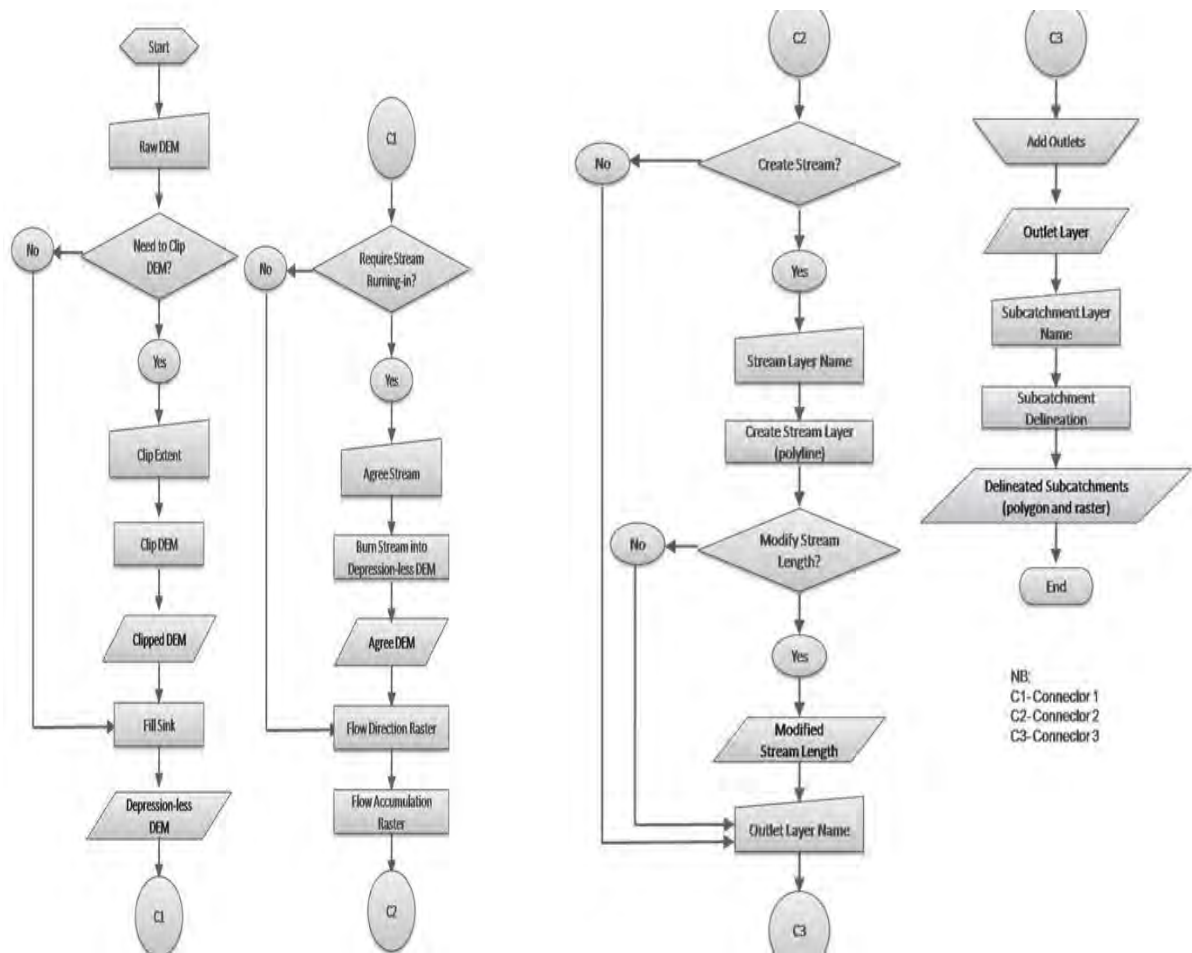 Start
Raw DEM
Need to Clip
DEM?
No
Yes
Clip Extent
Clip DEM
Clipped DEM
Fill Sink
Depression-less
DEM
C1
C1
Require Stream
Burning-in?
No
Yes
Agree Stream
Burn Stream into
Depression-less DEM
Agree DEM
Flow Direction Raster
Flow Accumulation
Raster
C2
C2
Create Stream?
No
Yes
Stream Layer Name
Create Stream Layer
(polyline)
Modify Stream
Length?
No
Yes
Modified
Stream Length
Outlet Layer Name
C3
C3
Add Outlets
Outlet Layer
Subcatchment Layer
Name
Subcatchment
Delineation
Delineated Subcatchments
(polygon and raster)
End
NB:
C1- Connector 1
C2- Connector 2
C3- Connector 3